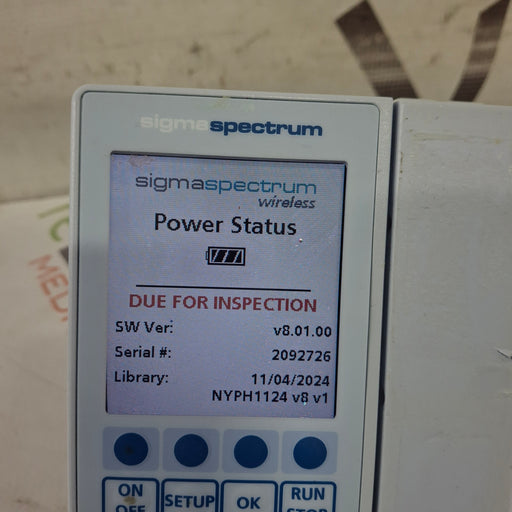 sigmaspectrum
sigmaspectrum
wireless
Power Status
DUE FOR INSPECTION
SW Ver: v8.01.00
Serial #: 2092726
Library: 11/04/2024
NYPH1124 v8 v1
ON
OFF
SETUP
OK
RUN
STOP